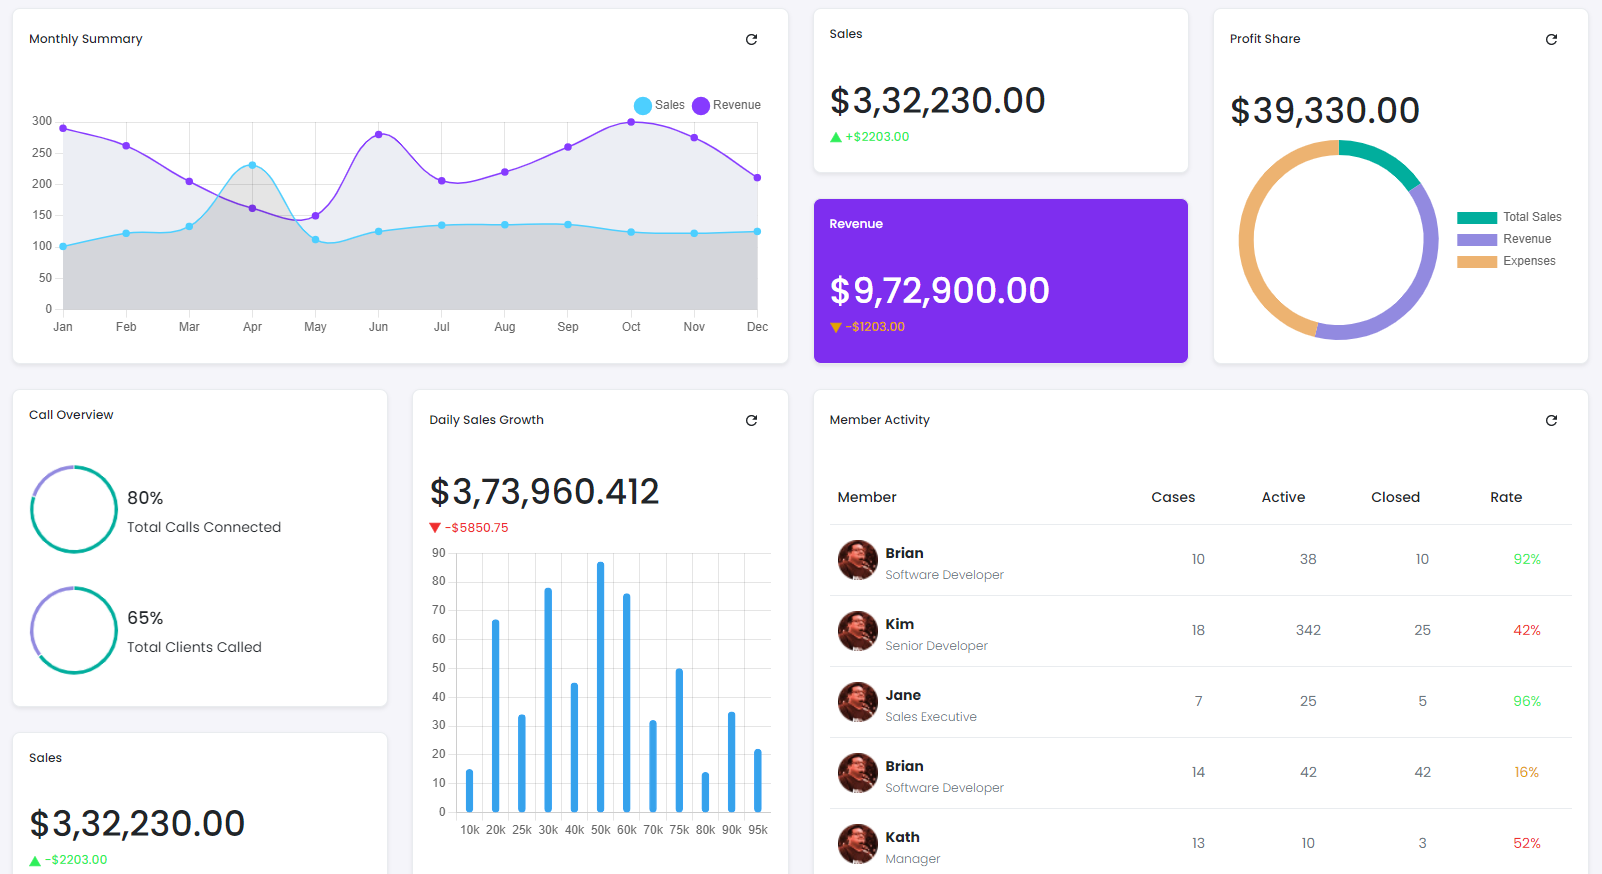 Monthly Summary
Sales Revenue
300
250
200
150
100
50
0
Jan Feb Mar Apr May Jun Jul Aug Sep Oct Nov Dec
Sales
$3,32,230.00
+$2203.00
Revenue
$9,72,900.00
-$1203.00
Profit Share
$39,330.00
Total Sales
Revenue
Expenses
Call Overview
80%
Total Calls Connected
65%
Total Clients Called
Sales
$3,32,230.00
-$2203.00
Daily Sales Growth
$3,73,960.412
-$5850.75
90
80
70
60
50
40
30
20
10
0
10k 20k 25k 30k 40k 50k 60k 70k 75k 80k 90k 95k
Member Activity
Member Cases Active Closed Rate
Brian
Software Developer
10 38 10 92%
Kim
Senior Developer
18 342 25 42%
Jane
Sales Executive
7 25 5 96%
Brian
Software Developer
14 42 42 16%
Kath
Manager
13 10 3 52%